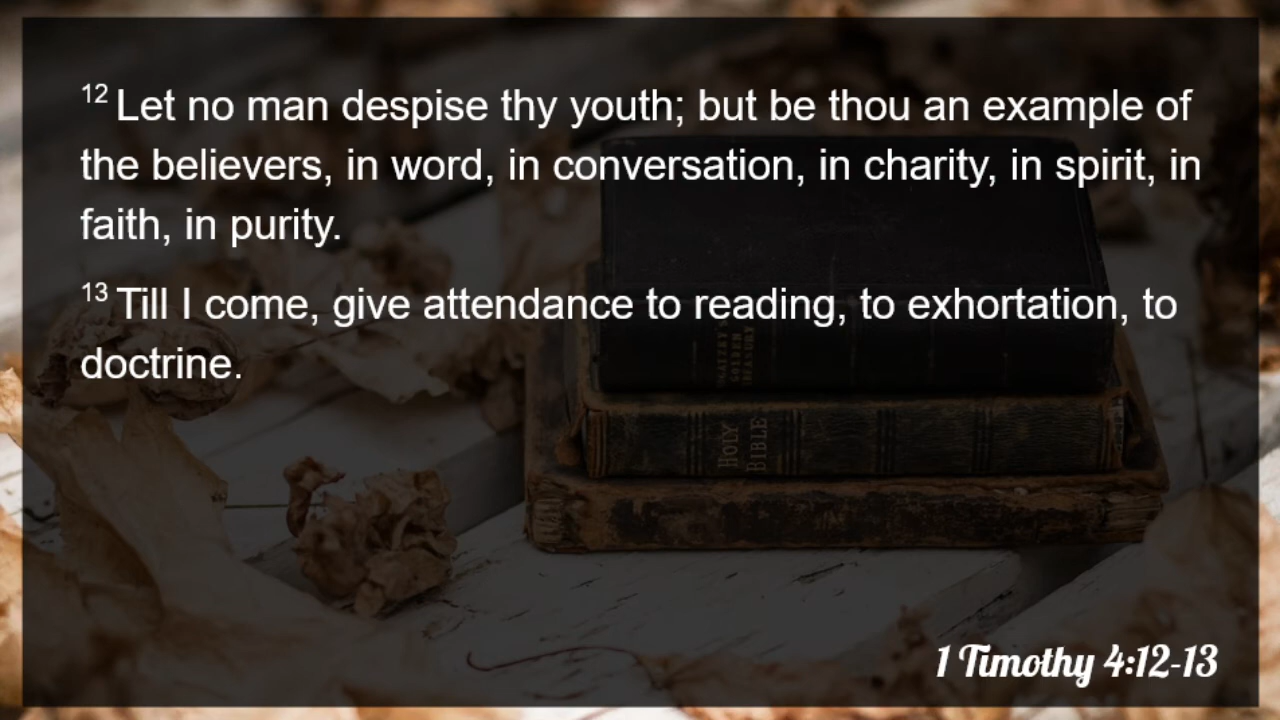 12 Let no man despise thy youth; but be thou an example of
the believers, in word, in conversation, in charity, in spirit, in
faith, in purity.
13 Till I come, give attendance to reading, to exhortation, to
doctrine.
GOLDEN
TREASURY
HOLY
BIBLE
1 Timothy 4:12-13